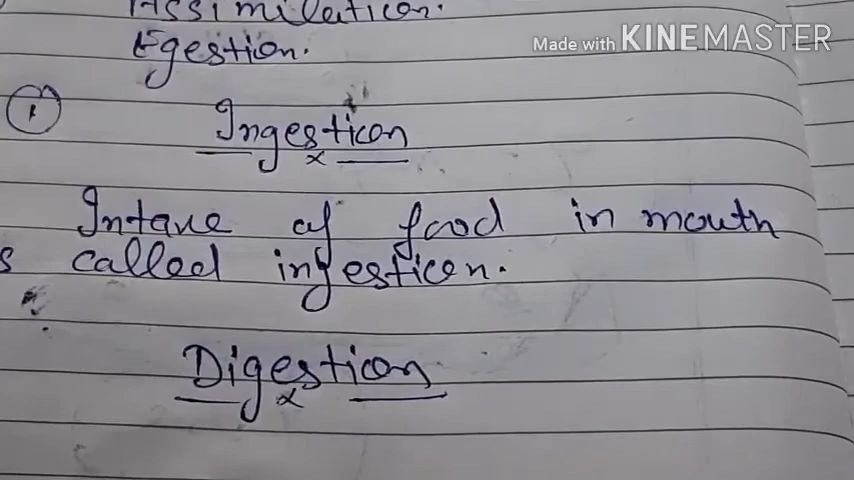 Assimilation.
Egestion.
Made with KINEMASTER
1
Ingestion
Intake of food in mouth
s called ingestion.
Digestion